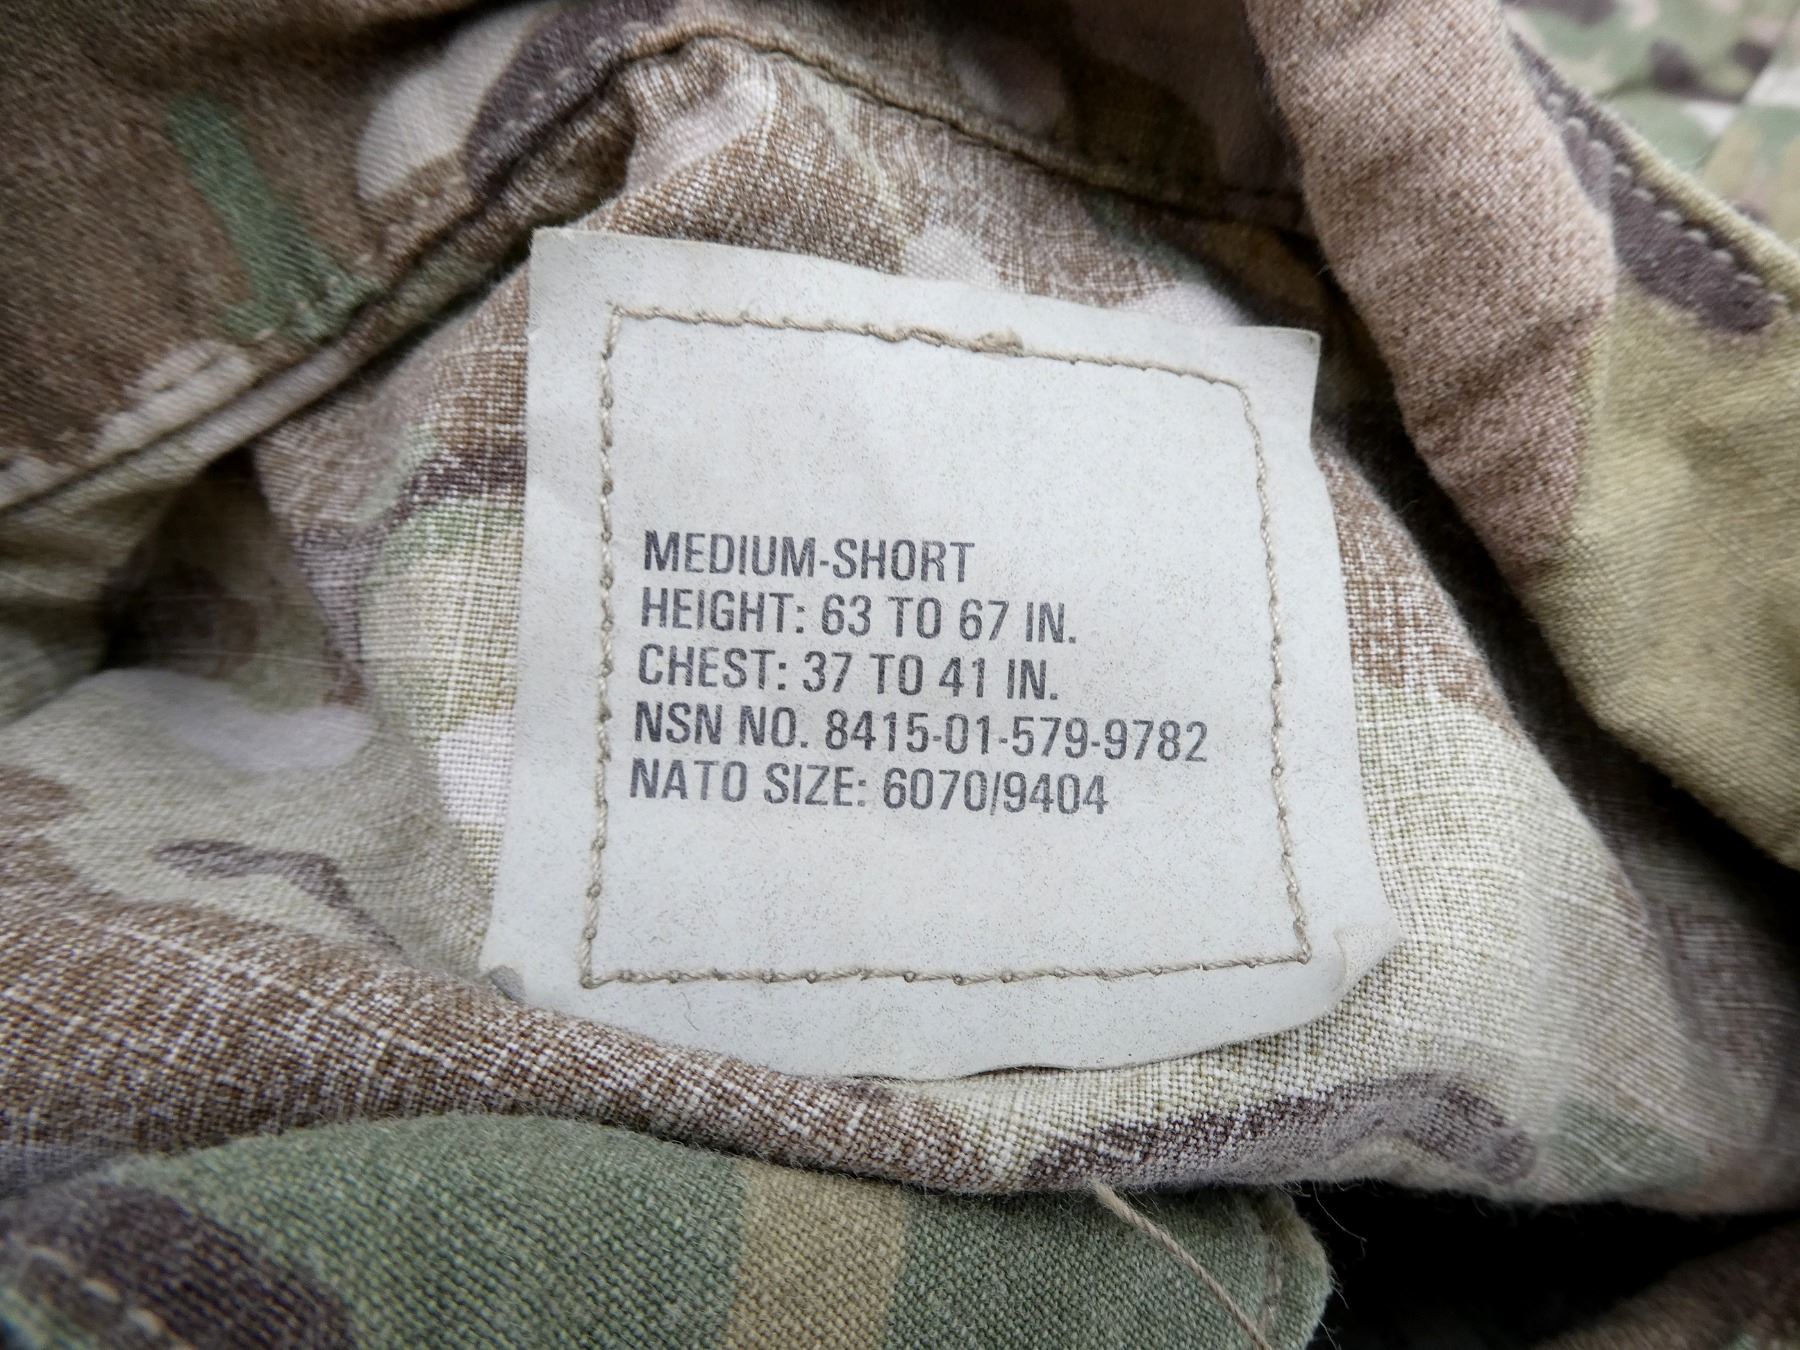 MEDIUM-SHORT
HEIGHT: 63 TO 67 IN.
CHEST: 37 TO 41 IN.
NSN NO. 8415-01-579-9782
NATO SIZE: 6070/9404